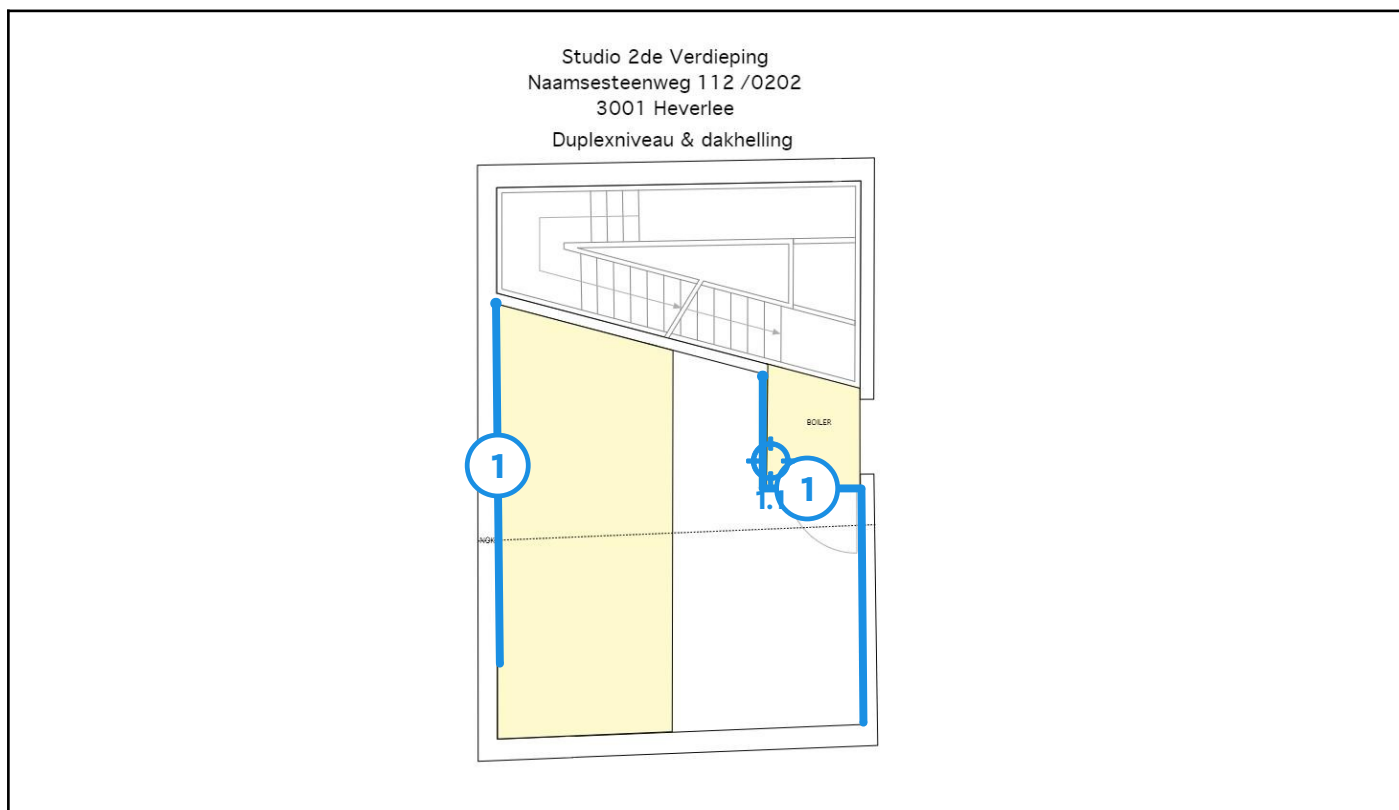 Studio 2de Verdieping
Naamsesteenweg 112 /0202
3001 Heverlee
Duplexniveau & dakhelling
BOILER
1
1